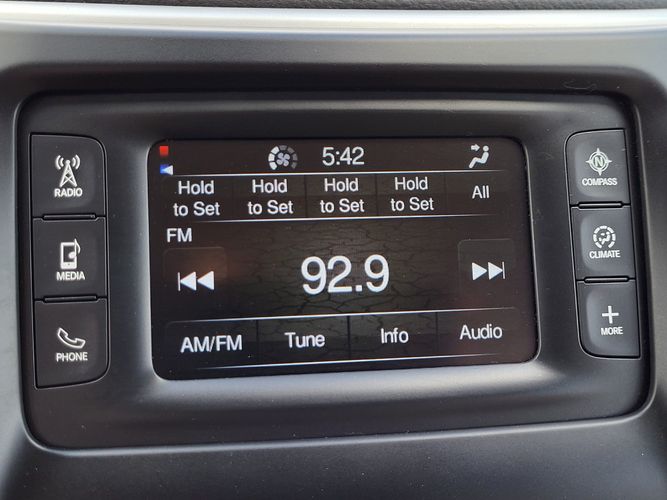 5:42
Hold Hold Hold Hold All
to Set to Set to Set to Set
FM
92.9
AM/FM Tune Info Audio
RADIO
MEDIA
PHONE
N
COMPASS
CLIMATE
MORE